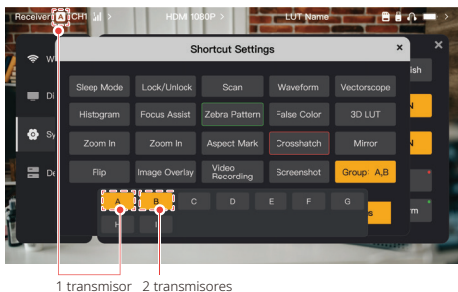 Receiver A CH1 > HDMI 1080P > LUT Name >
Shortcut Settings ×
Sleep Mode Lock/Unlock Scan Waveform Vectorscope
Histogram Focus Assist Zebra Pattern False Color 3D LUT
Zoom In Zoom In Aspect Mark Crosshatch Mirror
Flip Image Overlay Video Recording Screenshot Group: A,B
A B C D E F G
H I
1 transmisor 2 transmisores